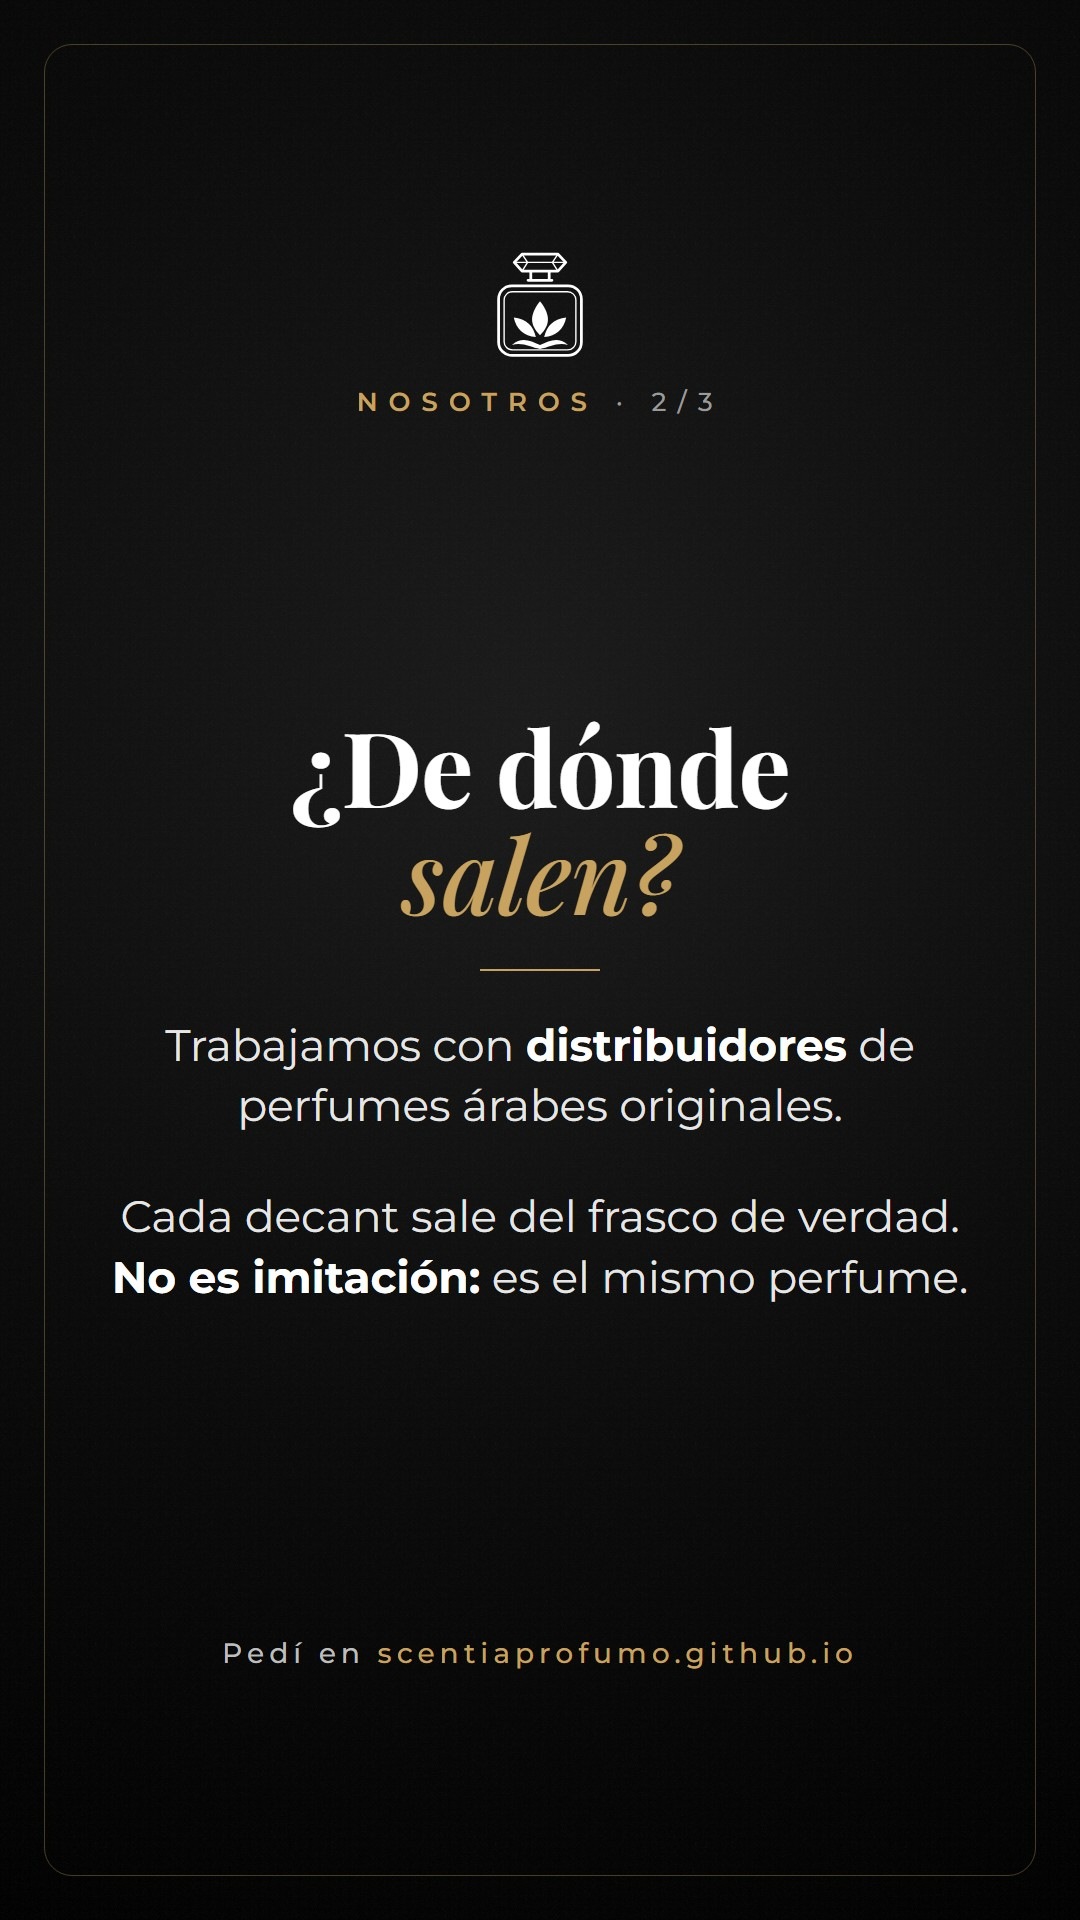 NOSOTROS · 2/3
¿De dónde
salen?
Trabajamos con distribuidores de
perfumes árabes originales.
Cada decant sale del frasco de verdad.
No es imitación: es el mismo perfume.
Pedí en scentiaprofumo.github.io